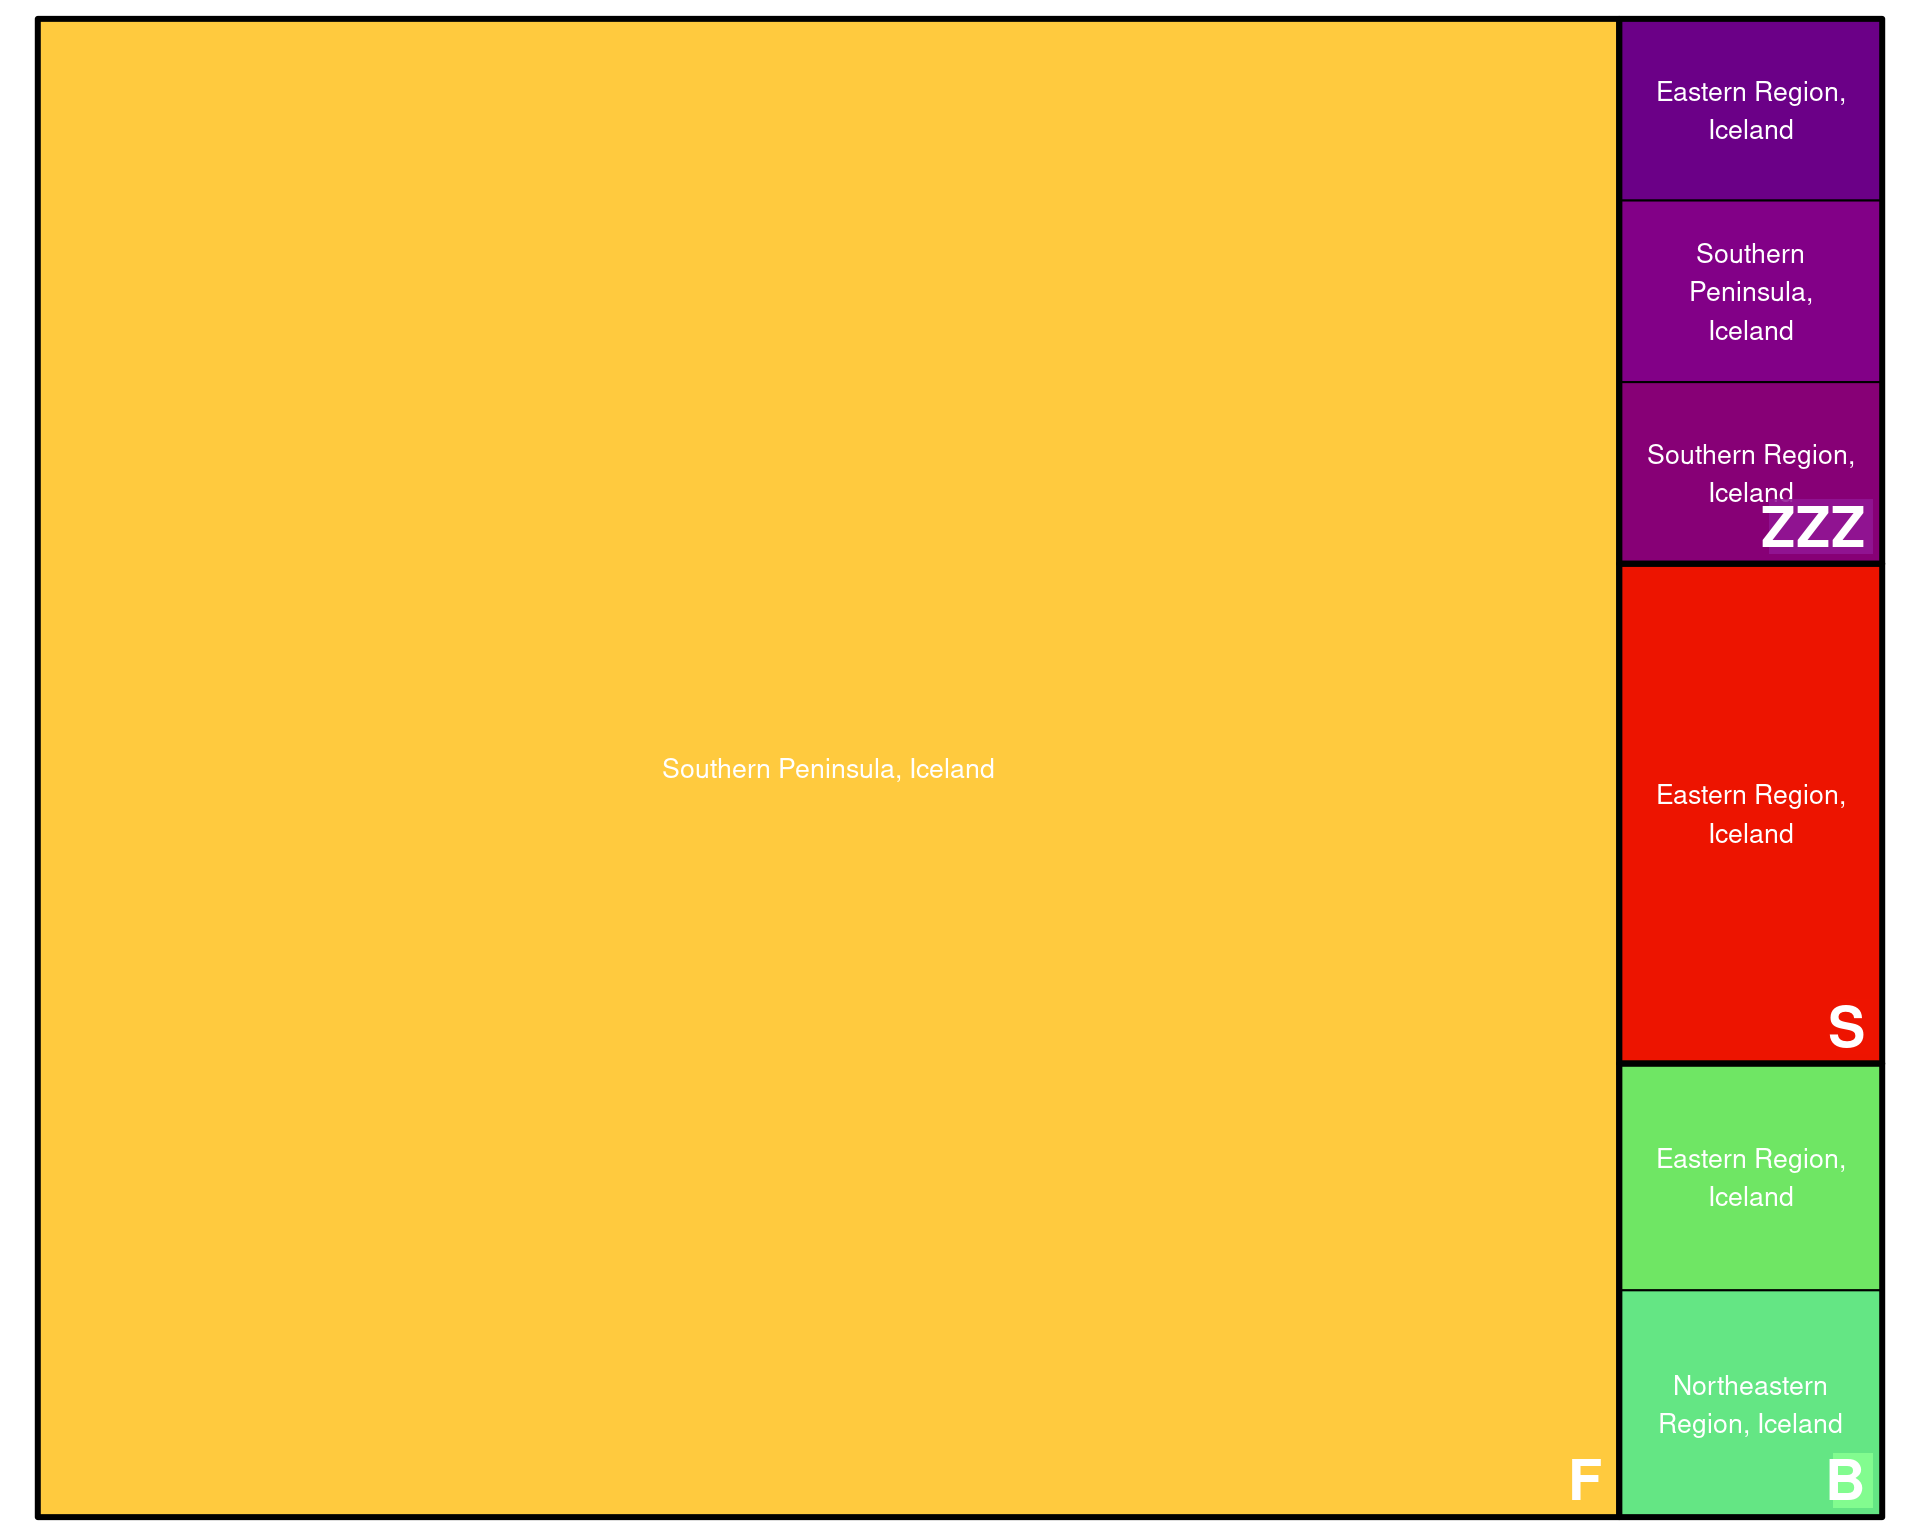 Southern Peninsula, Iceland
F
Eastern Region,
Iceland
Southern
Peninsula,
Iceland
Southern Region,
Iceland
ZZZ
Eastern Region,
Iceland
S
Eastern Region,
Iceland
Northeastern
Region, Iceland
B